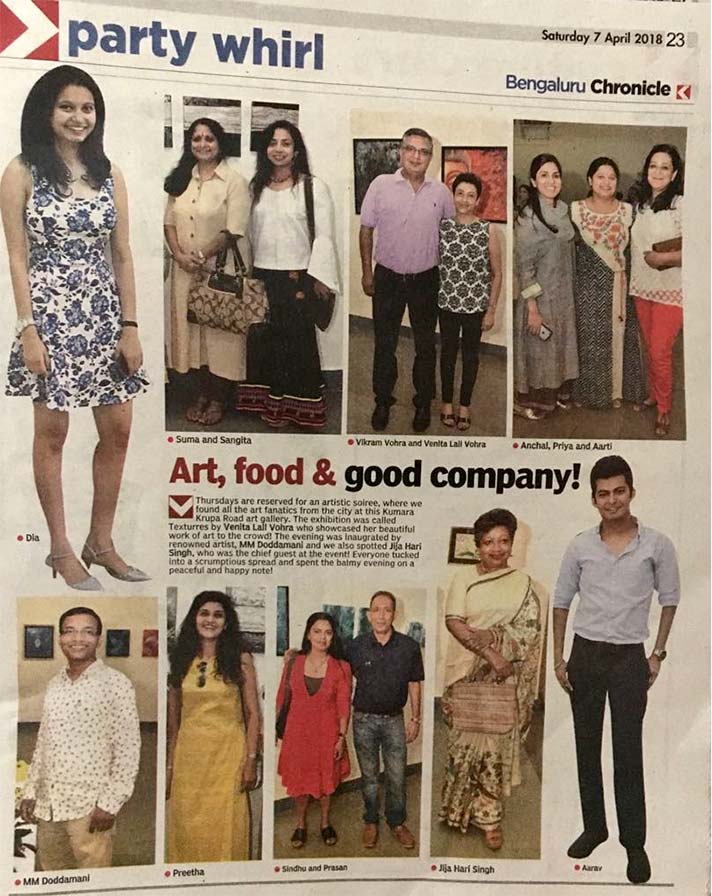 party whirl
Saturday 7 April 2018 23
Bengaluru Chronicle
Dia
Suma and Sangita
Vikram Vohra and Venita Lall Vohra
Anchal, Priya and Aarti
Art, food & good company!
Thursdays are reserved for an artistic soiree, where we
found all the art fanatics from the city at this Kumara
Krupa Road art gallery. The exhibition was called
Texturres by Venita Lall Vohra who showcased her beautiful
work of art to the crowd! The evening was inaugrated by
renowned artist, MM Doddamani and we also spotted Jija Hari
Singh, who was the chief guest at the event! Everyone tucked
into a scrumptious spread and spent the balmy evening on a
peaceful and happy note!
MM Doddamani
Preetha
Sindhu and Prasan
Jija Hari Singh
Aarav